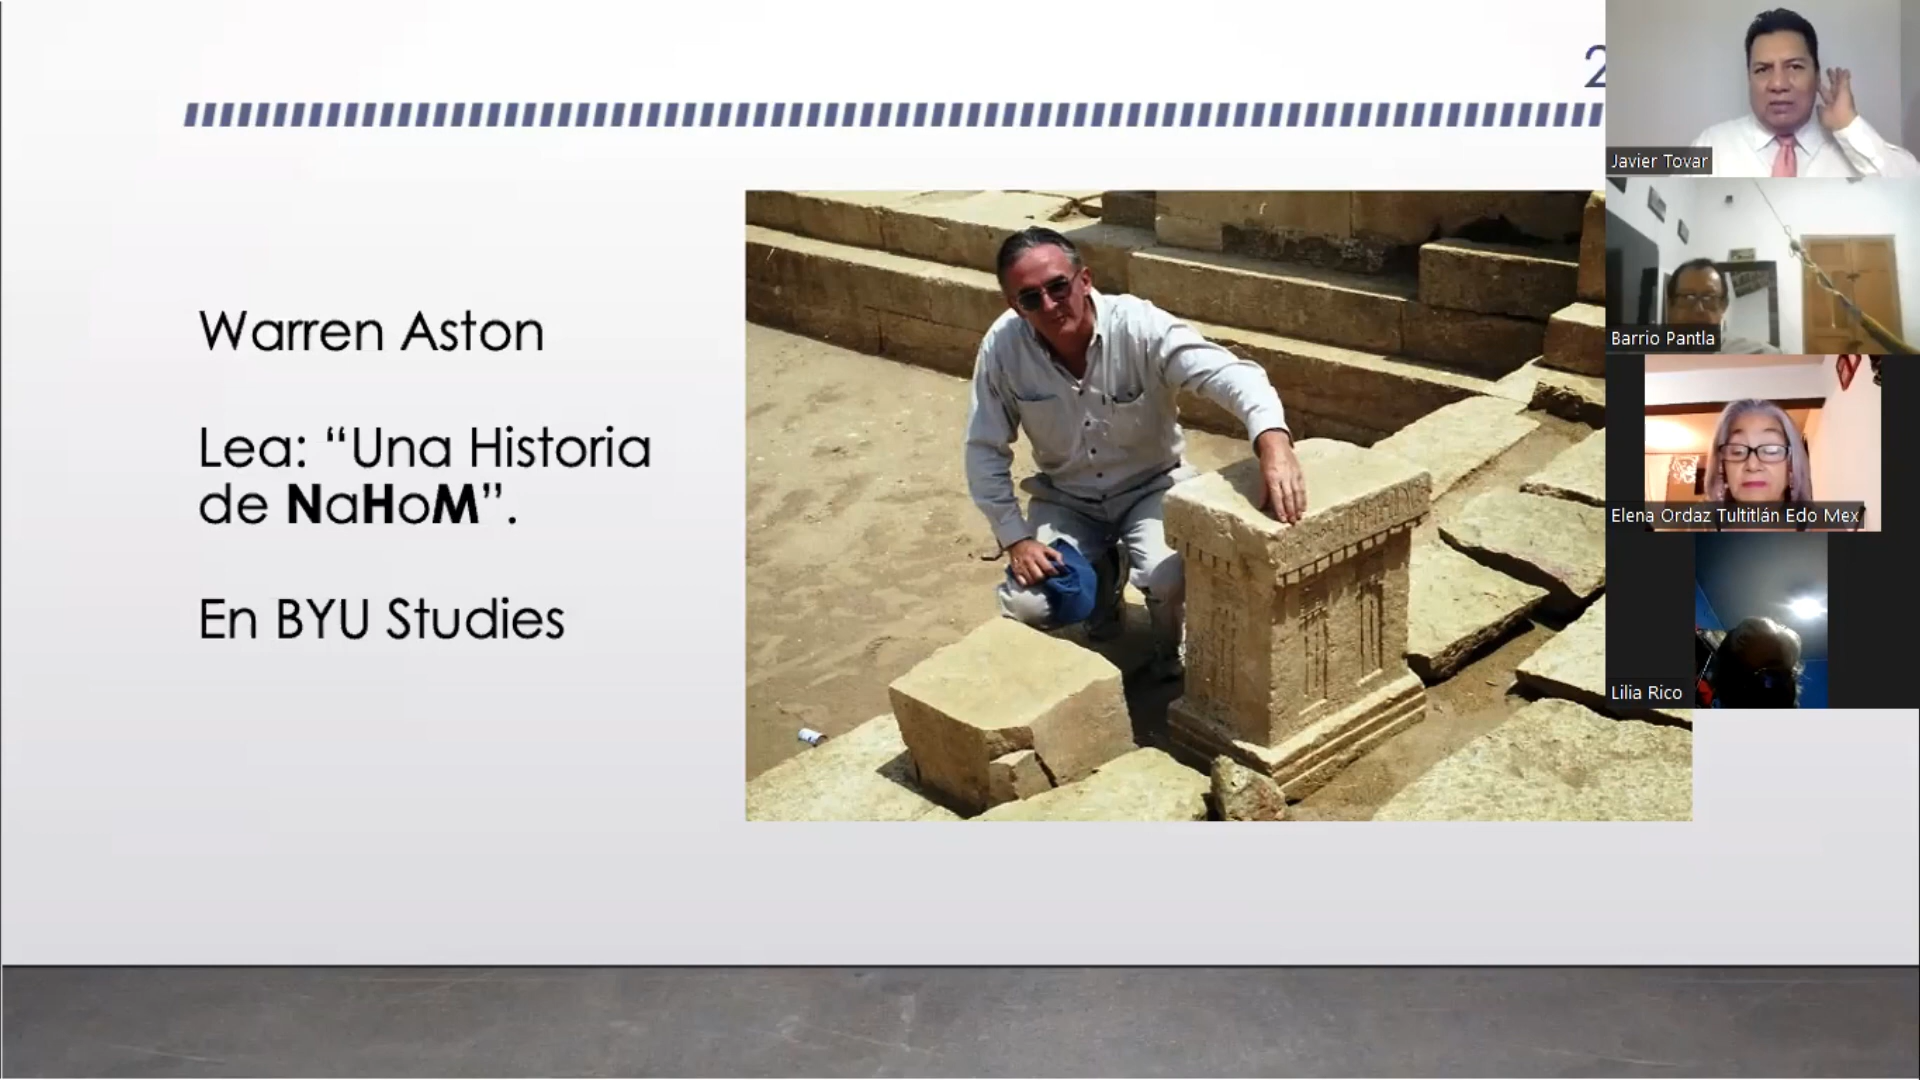 2
Warren Aston
Lea: “Una Historia
de NaHoM”.
En BYU Studies
Javier Tovar
Barrio Pantla
Elena Ordaz Tultitlán Edo Mex
Lilia Rico